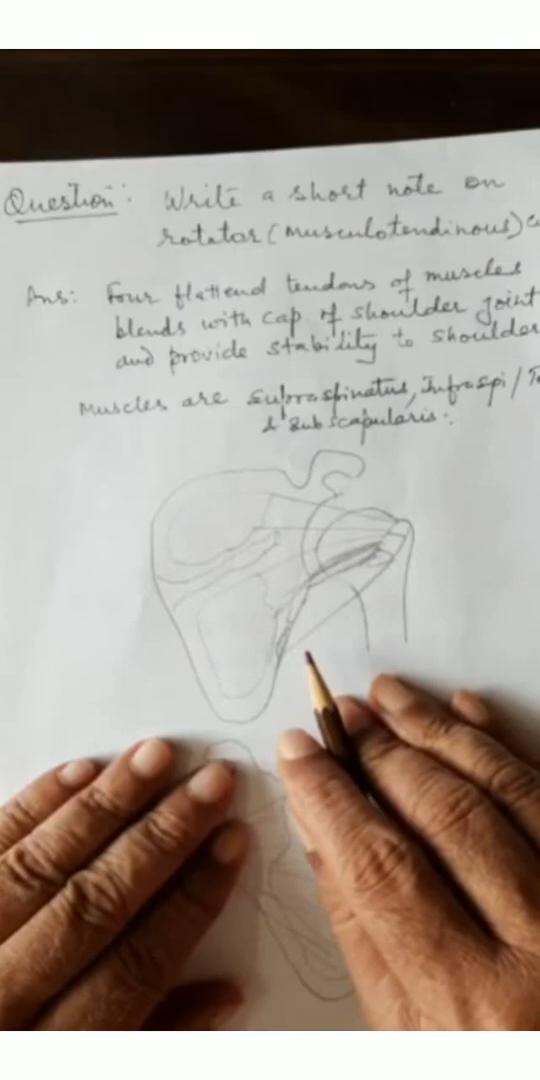 Question: Write a short note on
rotator (musculotendinous)
Ans: Four flattend tendons of muscles
blends with cap of shoulder joint
and provide stability to shoulder
Muscles are Supraspinatus, Infraspi /
& Subscapularis.